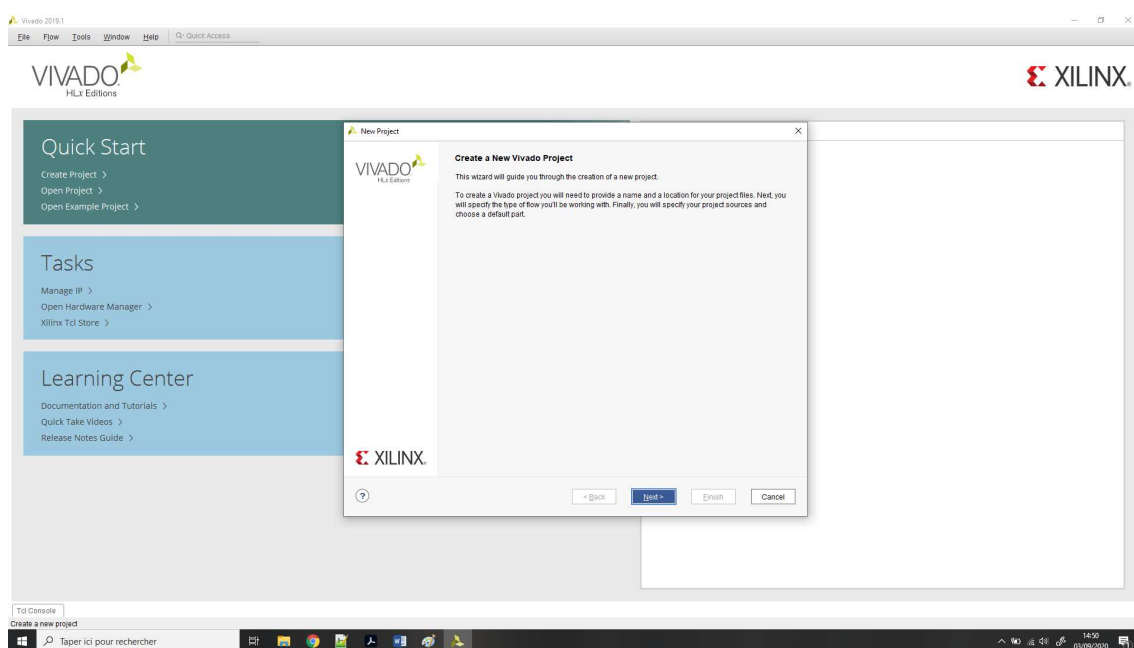 Vivado 2019.1
File Flow Tools Window Help Q- Quick Access
VIVADO.
HLx Editions
XILINX.
Quick Start
Create Project >
Open Project >
Open Example Project >
Tasks
Manage IP >
Open Hardware Manager >
Xilinx Tcl Store >
Learning Center
Documentation and Tutorials >
Quick Take Videos >
Release Notes Guide >
New Project
VIVADO.
HLx Editions
Create a New Vivado Project
This wizard will guide you through the creation of a new project.
To create a Vivado project you will need to provide a name and a location for your project files. Next, you
will specify the type of flow you'll be working with. Finally, you will specify your project sources and
choose a default part.
XILINX.
? < Back Next > Finish Cancel
Tcl Console
Create a new project
Taper ici pour rechercher
14:50
03/09/2020